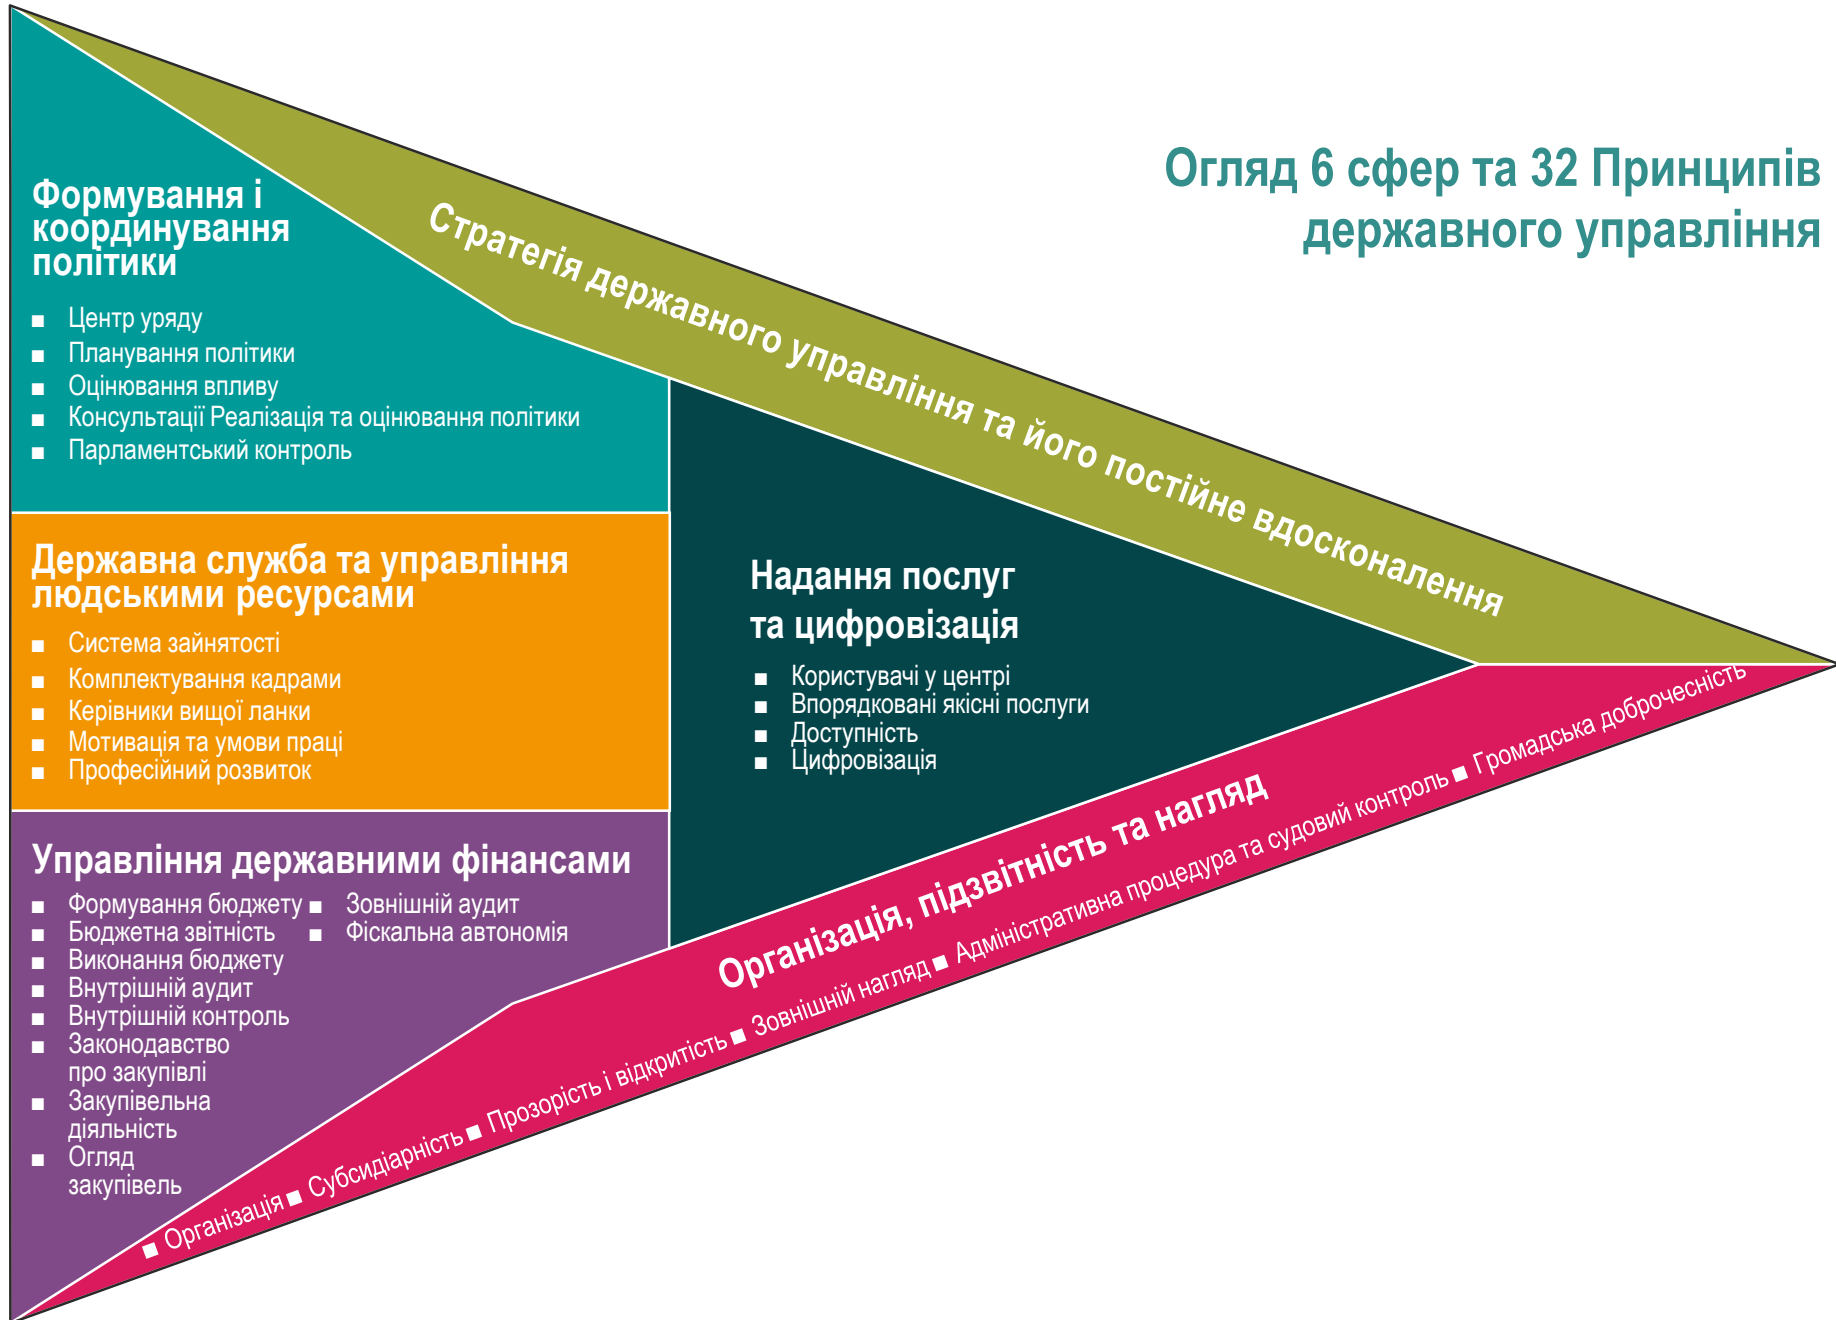 Огляд 6 сфер та 32 Принципів
державного управління
Стратегія державного управління та його постійне вдосконалення
Формування і
координування
політики
■ Центр уряду
■ Планування політики
■ Оцінювання впливу
■ Консультації Реалізація та оцінювання політики
■ Парламентський контроль
Державна служба та управління
людськими ресурсами
■ Система зайнятості
■ Комплектування кадрами
■ Керівники вищої ланки
■ Мотивація та умови праці
■ Професійний розвиток
Надання послуг
та цифровізація
■ Користувачі у центрі
■ Впорядковані якісні послуги
■ Доступність
■ Цифровізація
Управління державними фінансами
■ Формування бюджету ■ Зовнішній аудит
■ Бюджетна звітність ■ Фіскальна автономія
■ Виконання бюджету
■ Внутрішній аудит
■ Внутрішній контроль
■ Законодавство
про закупівлі
■ Закупівельна
діяльність
■ Огляд
закупівель
Організація, підзвітність та нагляд
■ Організація ■ Субсидіарність ■ Прозорість і відкритість ■ Зовнішній нагляд ■ Адміністративна процедура та судовий контроль ■ Громадська доброчесність